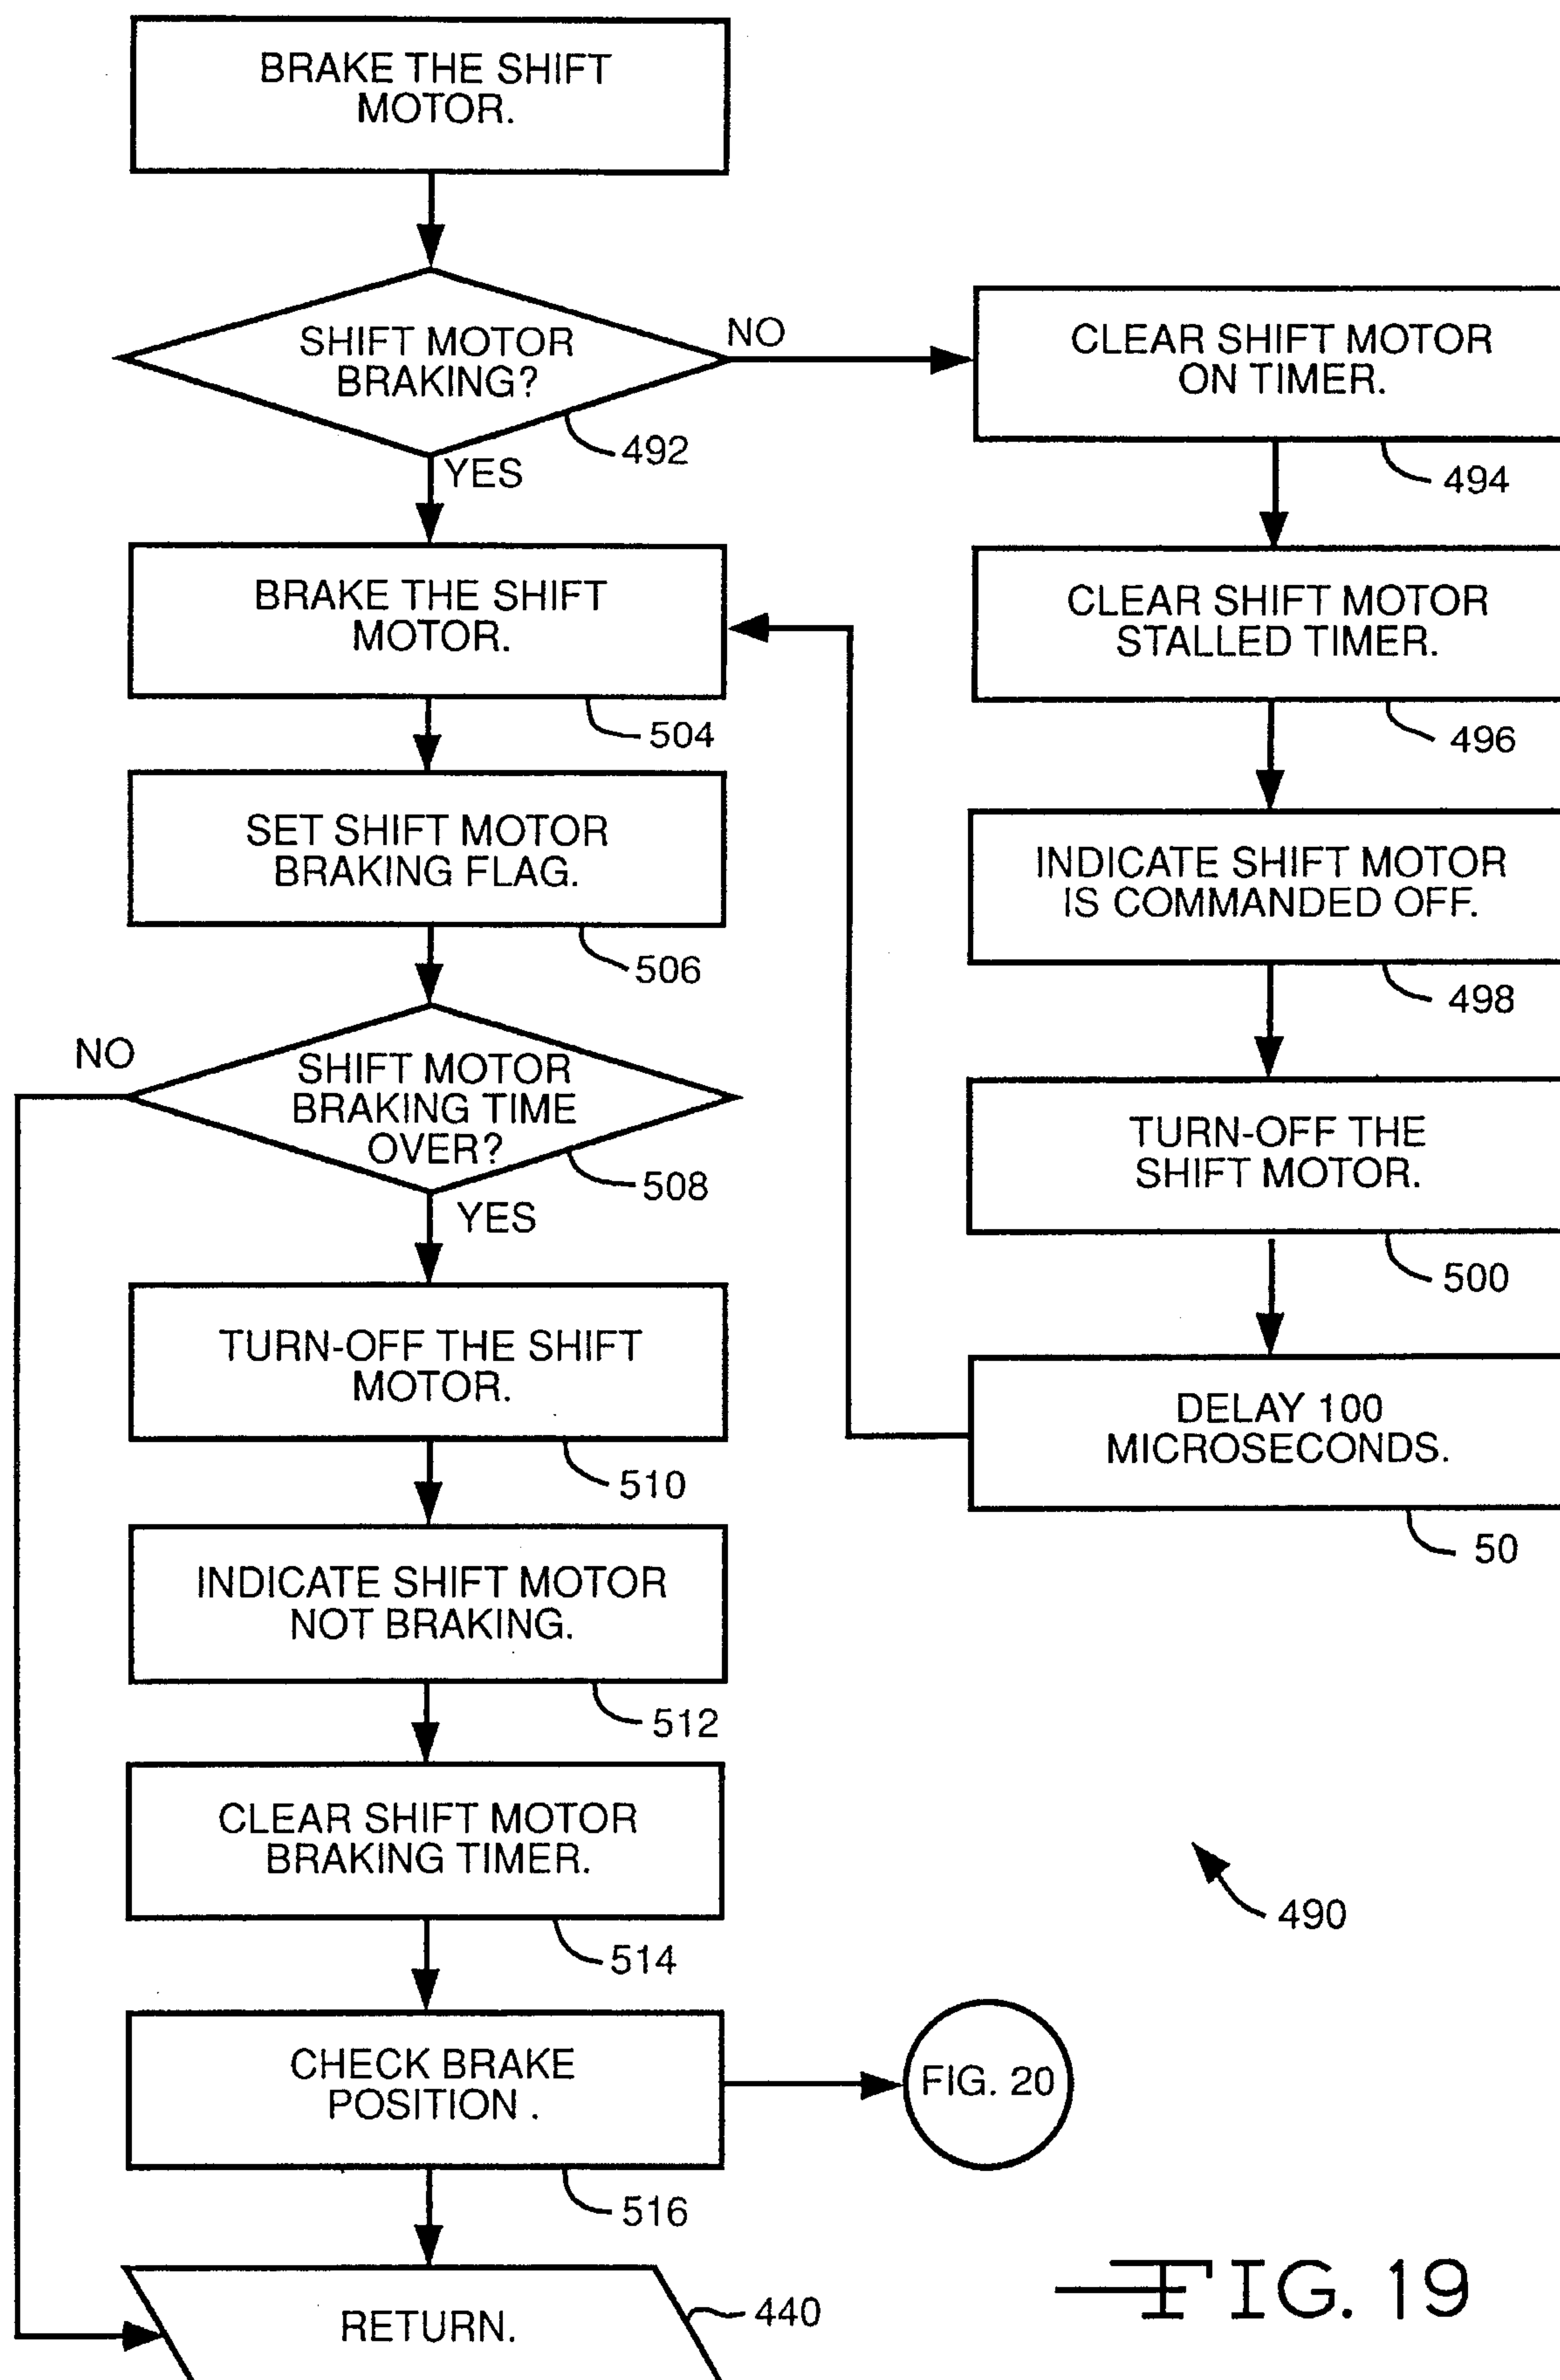 BRAKE THE SHIFT
MOTOR.
SHIFT MOTOR
BRAKING?
492
NO
YES
CLEAR SHIFT MOTOR
ON TIMER.
494
CLEAR SHIFT MOTOR
STALLED TIMER.
496
INDICATE SHIFT MOTOR
IS COMMANDED OFF.
498
TURN-OFF THE
SHIFT MOTOR.
500
DELAY 100
MICROSECONDS.
50
BRAKE THE SHIFT
MOTOR.
504
SET SHIFT MOTOR
BRAKING FLAG.
506
SHIFT MOTOR
BRAKING TIME
OVER?
508
NO
YES
TURN-OFF THE SHIFT
MOTOR.
510
INDICATE SHIFT MOTOR
NOT BRAKING.
512
CLEAR SHIFT MOTOR
BRAKING TIMER.
514
CHECK BRAKE
POSITION .
516
FIG. 20
RETURN.
440
490
FIG. 19